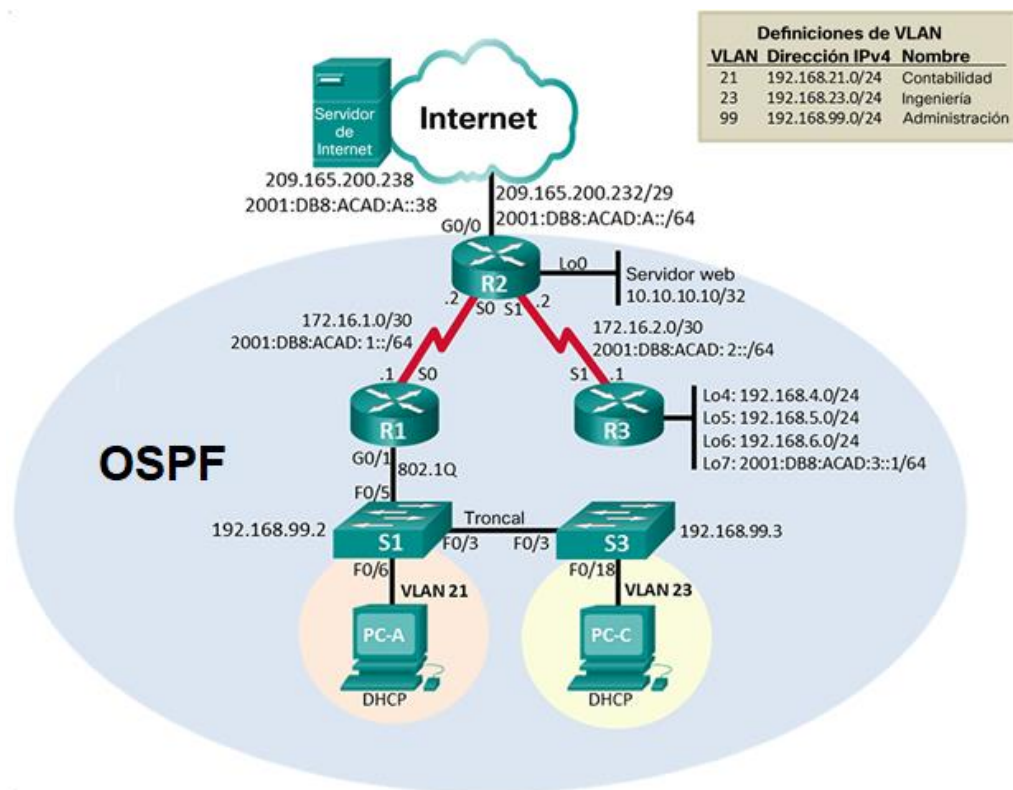 Definiciones de VLAN
VLAN Dirección IPv4 Nombre
21 192.168.21.0/24 Contabilidad
23 192.168.23.0/24 Ingeniería
99 192.168.99.0/24 Administración
Servidor
de
Internet
Internet
209.165.200.238
2001:DB8:ACAD:A::38
209.165.200.232/29
2001:DB8:ACAD:A::/64
G0/0
R2
Lo0
Servidor web
10.10.10.10/32
.2
S0
S1
.2
172.16.1.0/30
2001:DB8:ACAD: 1::/64
172.16.2.0/30
2001:DB8:ACAD: 2::/64
.1
S0
S1
.1
R1
R3
Lo4: 192.168.4.0/24
Lo5: 192.168.5.0/24
Lo6: 192.168.6.0/24
Lo7: 2001:DB8:ACAD:3::1/64
OSPF
G0/1
802.1Q
F0/5
192.168.99.2
S1
F0/3
Troncal
F0/3
S3
192.168.99.3
F0/6
F0/18
VLAN 21
VLAN 23
PC-A
PC-C
DHCP
DHCP